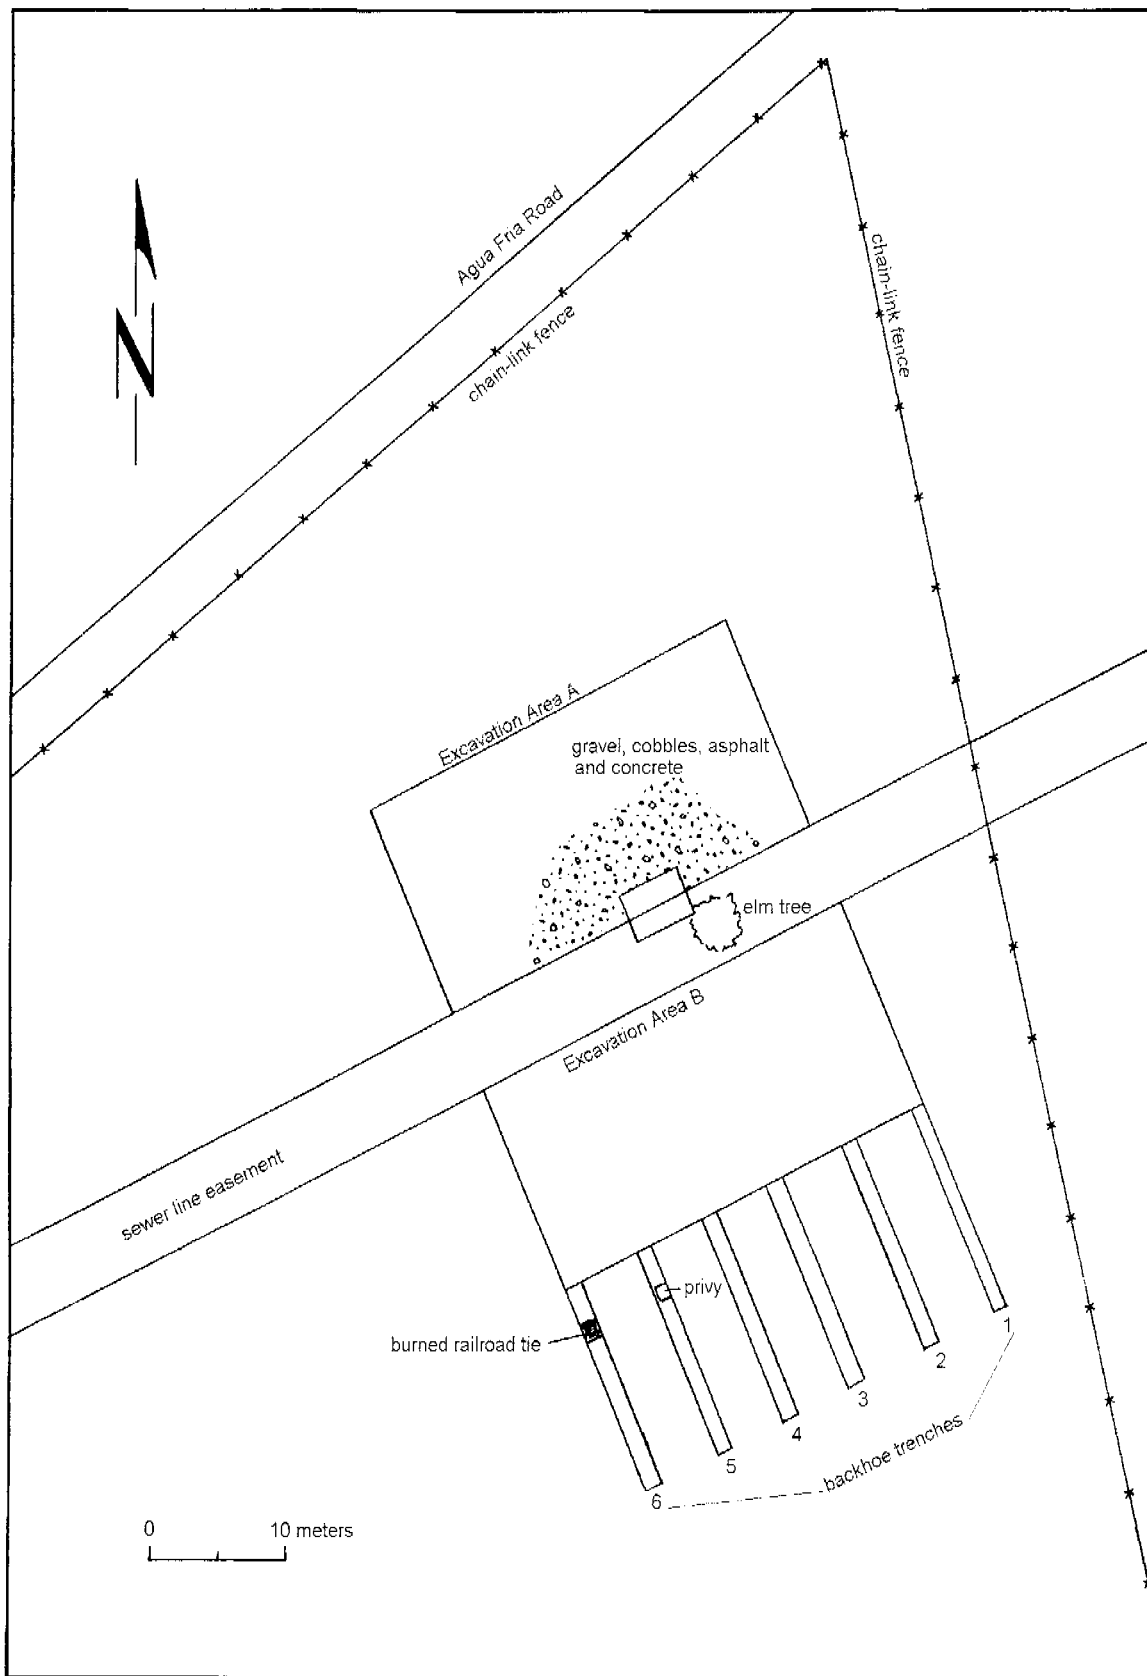 Agua Fria Road
chain-link fence
chain-link fence
N
Excavation Area A
gravel, cobbles, asphalt
and concrete
elm tree
Excavation Area B
sewer line easement
privy
burned railroad tie
1
2
3
4
5
6
backhoe trenches
0 10 meters